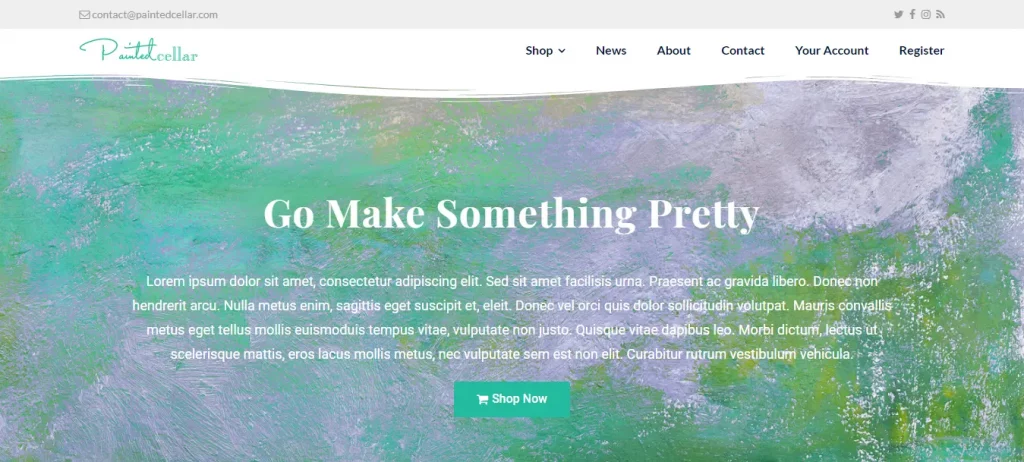 contact@paintedcellar.com
Paintedcellar
Shop News About Contact Your Account Register
Go Make Something Pretty
Lorem ipsum dolor sit amet, consectetur adipiscing elit. Sed sit amet facilisis urna. Praesent ac gravida libero. Donec non
hendrerit arcu. Nulla metus enim, sagittis eget suscipit et, eleit. Donec vel orci quis dolor sollicitudin volutpat. Mauris convallis
metus eget tellus mollis euismoduis tempus vitae, vulputate non justo. Quisque vitae dapibus leo. Morbi dictum, lectus ut
scelerisque mattis, eros lacus mollis metus, nec vulputate sem est non elit. Curabitur rutrum vestibulum vehicula.
Shop Now